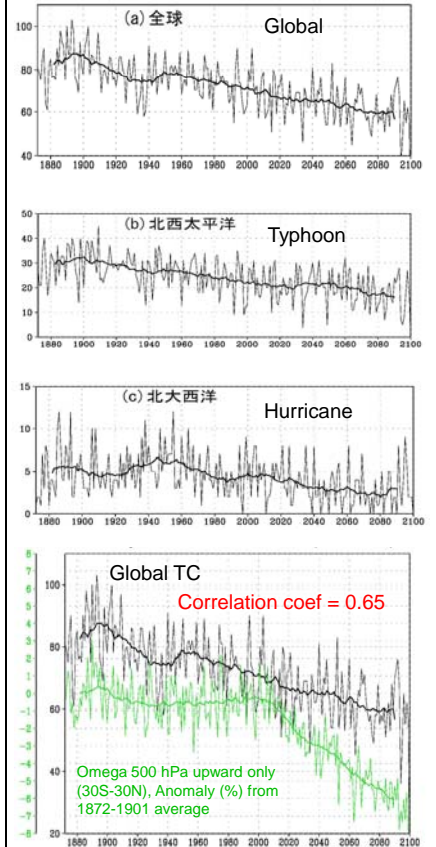 (a) 全球
Global
100
80
60
40
1880 1900 1920 1940 1960 1980 2000 2020 2040 2060 2080 2100
50
(b) 北西太平洋
Typhoon
40
30
20
10
0
1880 1900 1920 1940 1960 1980 2000 2020 2040 2060 2080 2100
15
(c) 北大西洋
Hurricane
10
5
0
1880 1900 1920 1940 1960 1980 2000 2020 2040 2060 2080 2100
Global TC
Correlation coef = 0.65
8
7
6
5
4
3
2
1
0
-1
-2
-3
-4
-5
-6
-7
-8
100
80
60
40
20
Omega 500 hPa upward only
(30S-30N), Anomaly (%) from
1872-1901 average
1880 1900 1920 1940 1960 1980 2000 2020 2040 2060 2080 2100